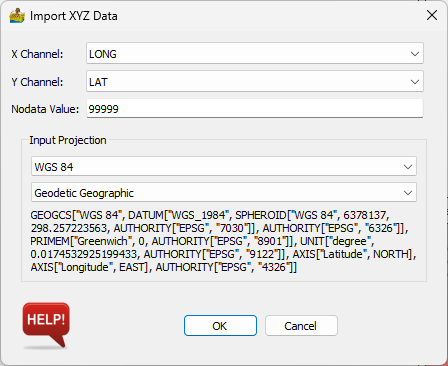 Import XYZ Data
X Channel: LONG
Y Channel: LAT
Nodata Value: 99999
Input Projection
WGS 84
Geodetic Geographic
GEOGCS["WGS 84", DATUM["WGS_1984", SPHEROID["WGS 84", 6378137,
298.257223563, AUTHORITY["EPSG", "7030"]], AUTHORITY["EPSG", "6326"]],
PRIMEM["Greenwich", 0, AUTHORITY["EPSG", "8901"]], UNIT["degree",
0.0174532925199433, AUTHORITY["EPSG", "9122"]], AXIS["Latitude", NORTH],
AXIS["Longitude", EAST], AUTHORITY["EPSG", "4326"]]
HELP!
OK Cancel